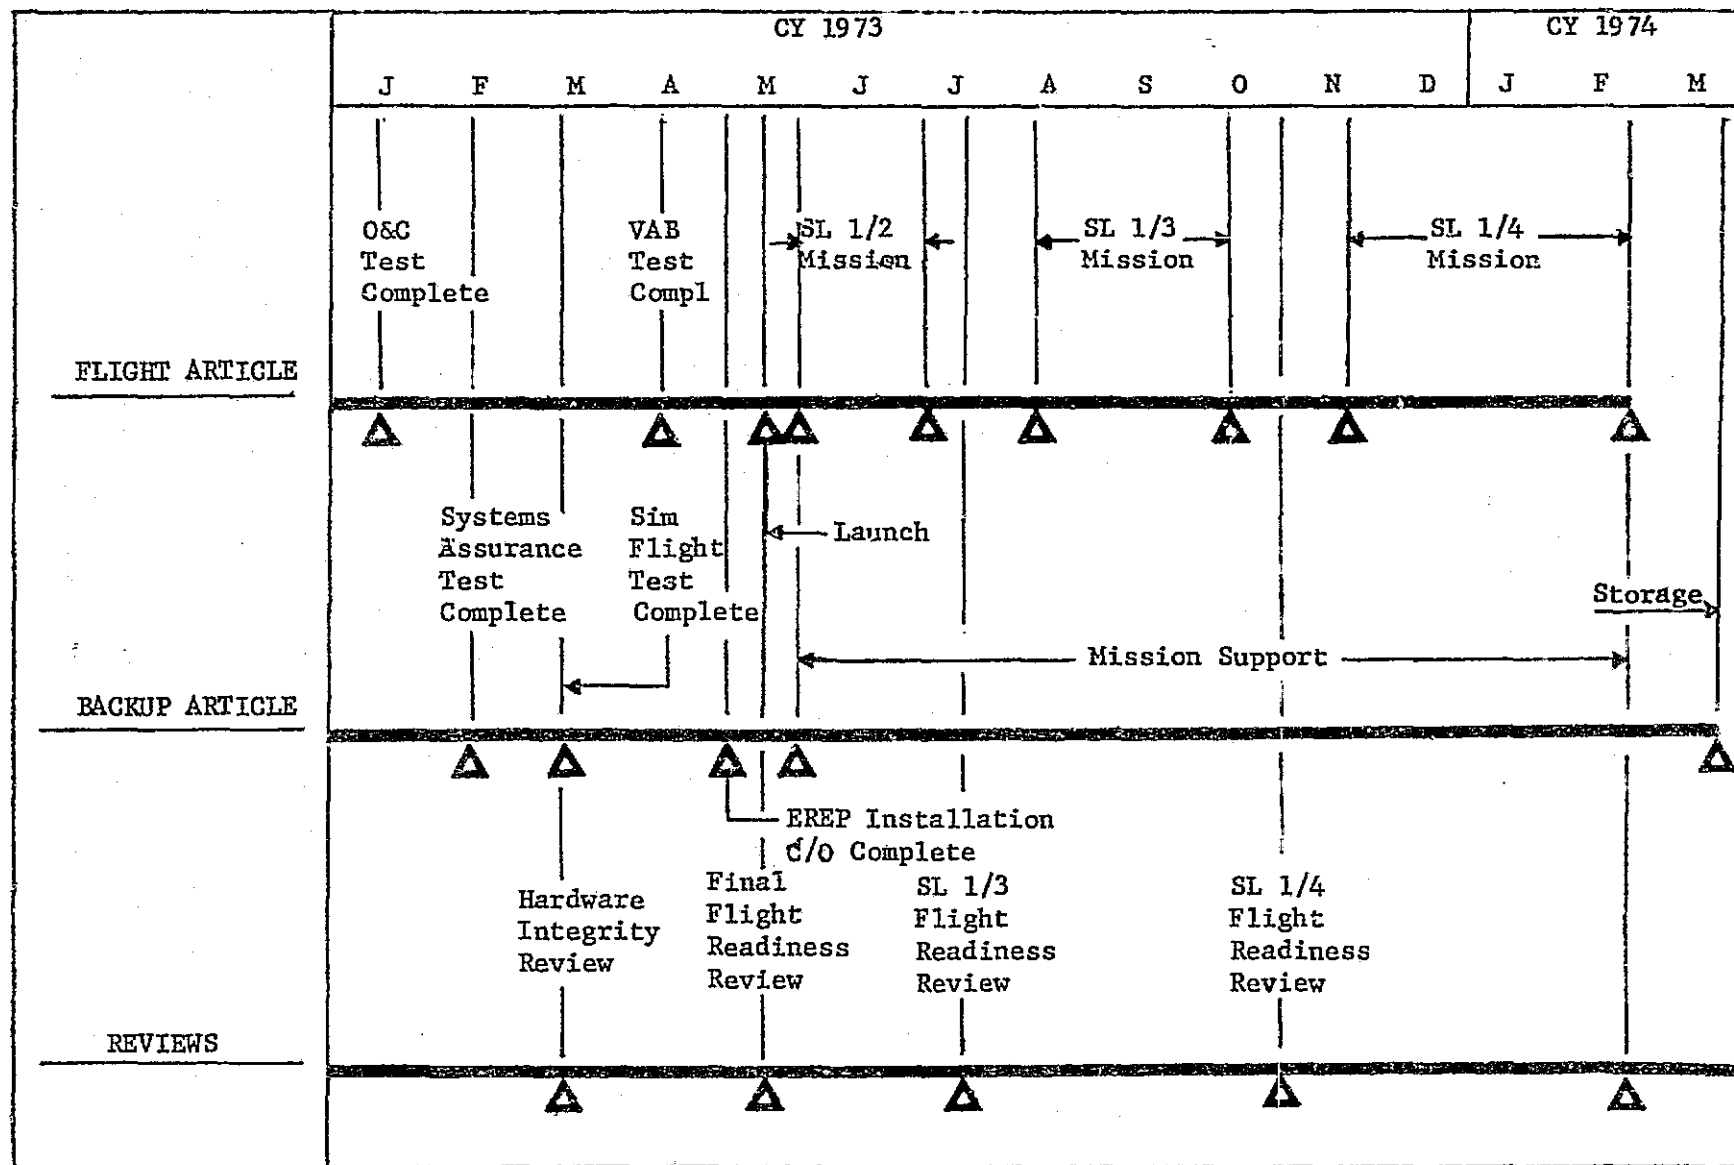 CY 1973 CY 1974
J F M A M J J A S O N D J F M
O&C
Test
Complete
VAB
Test
Compl
SL 1/2
Mission
SL 1/3
Mission
SL 1/4
Mission
FLIGHT ARTICLE
Systems
Assurance
Test
Complete
Sim
Flight
Test
Complete
Launch
Storage
Mission Support
BACKUP ARTICLE
EREP Installation
C/O Complete
Hardware
Integrity
Review
Final
Flight
Readiness
Review
SL 1/3
Flight
Readiness
Review
SL 1/4
Flight
Readiness
Review
REVIEWS